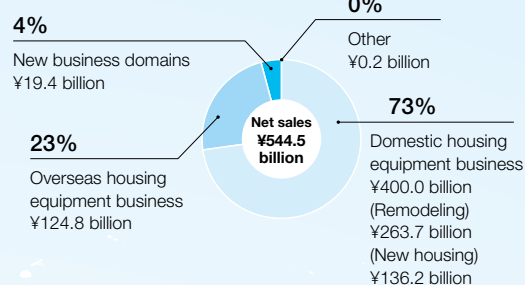 4%
New business domains
¥19.4 billion
0%
Other
¥0.2 billion
73%
Domestic housing
equipment business
¥400.0 billion
(Remodeling)
¥263.7 billion
(New housing)
¥136.2 billion
23%
Overseas housing
equipment business
¥124.8 billion
Net sales
¥544.5
billion